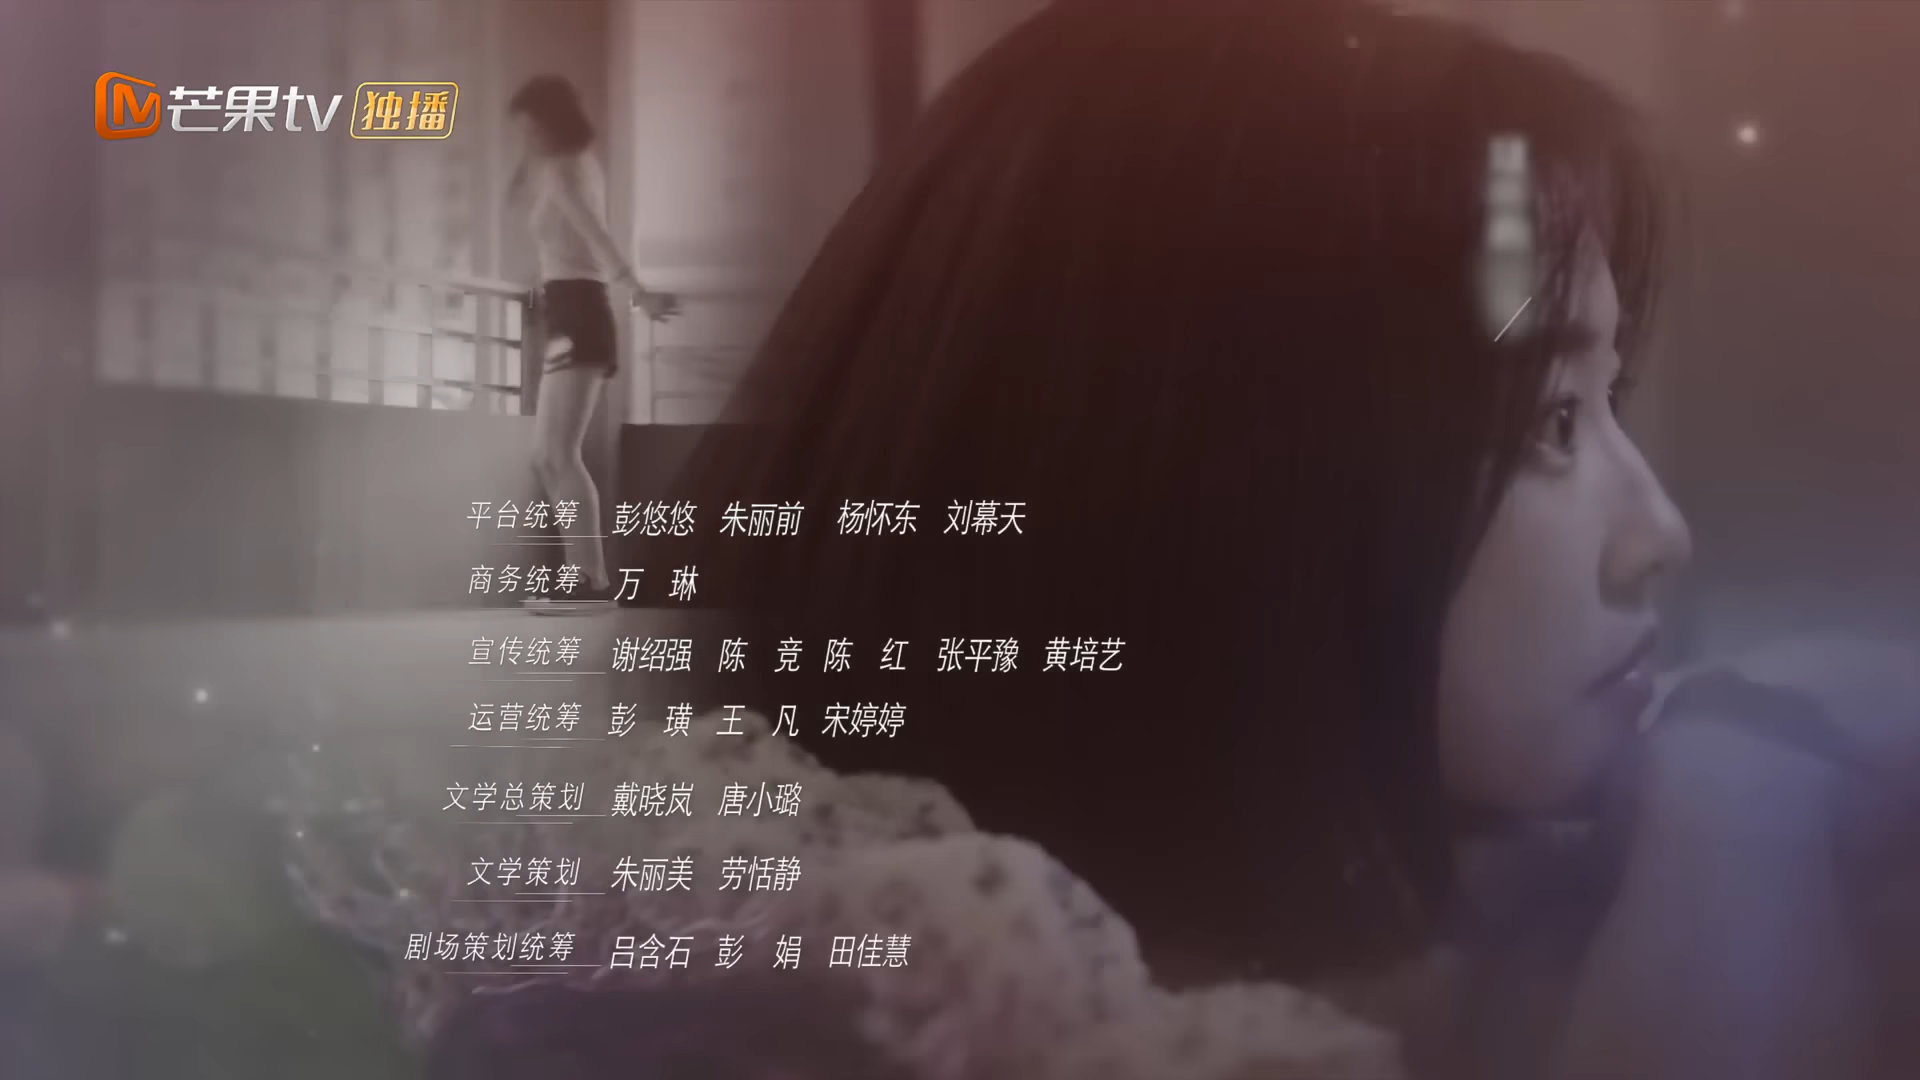 芒果tv 独播
平台统筹 彭悠悠 朱丽前 杨怀东 刘幕天
商务统筹 万 琳
宣传统筹 谢绍强 陈 竞 陈 红 张平豫 黄培艺
运营统筹 彭 璜 王 凡 宋婷婷
文学总策划 戴晓岚 唐小璐
文学策划 朱丽美 劳恬静
剧场策划统筹 吕含石 彭 娟 田佳慧